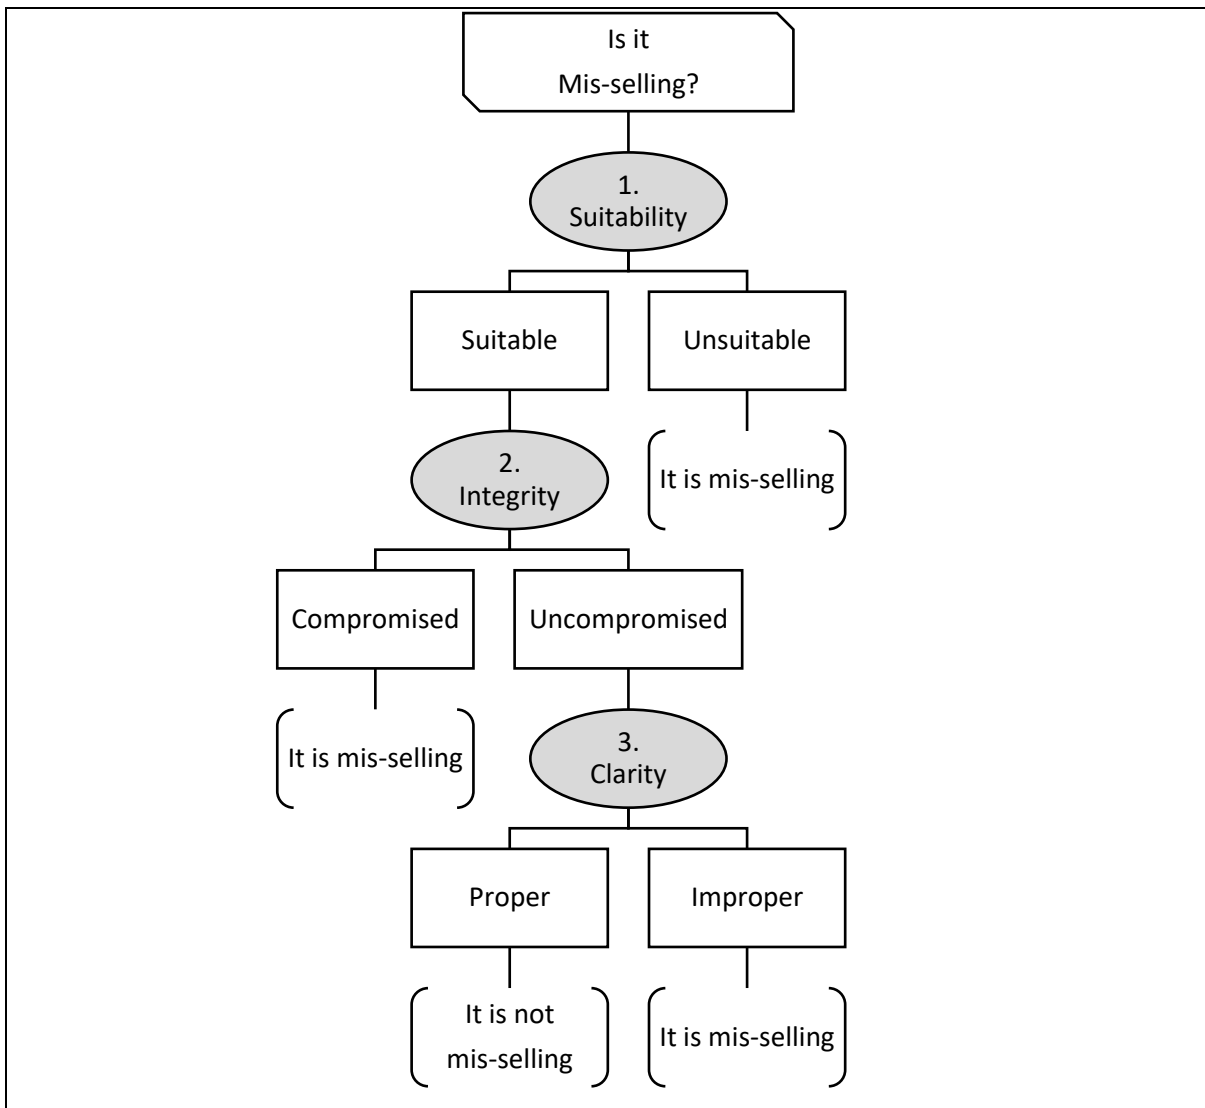 Is it
Mis-selling?
1.
Suitability
Suitable
Unsuitable
2.
Integrity
It is mis-selling
Compromised
Uncompromised
It is mis-selling
3.
Clarity
Proper
Improper
It is not
mis-selling
It is mis-selling